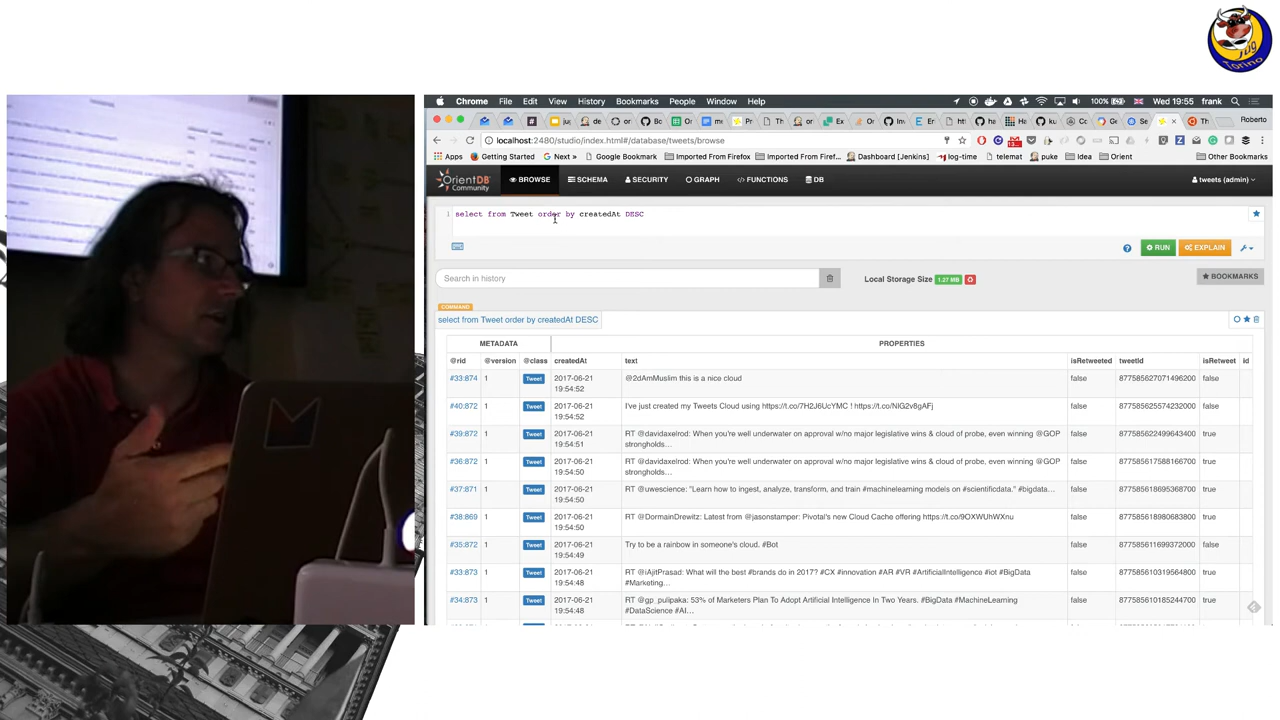 jug
Torino
Chrome File Edit View History Bookmarks People Window Help 100% Wed 19:55 frank
Roberto
localhost:2480/studio/index.html#/database/tweets/browse
Apps Getting Started Next » Google Bookmark Imported From Firefox Imported From Firef... Dashboard [Jenkins] log-time telemat puke Idea Orient Other Bookmarks
OrientDB Community BROWSE SCHEMA SECURITY GRAPH FUNCTIONS DB tweets (admin)
1 select from Tweet order by createdAt DESC
RUN EXPLAIN
Search in history Local Storage Size 1.27 MB BOOKMARKS
COMMAND
select from Tweet order by createdAt DESC
METADATA PROPERTIES
@rid @version @class createdAt text isRetweeted tweetId isRetweet id
#33:874 1 Tweet 2017-06-21 19:54:52 @2dAmMuslim this is a nice cloud false 877585627071496200 false
#40:872 1 Tweet 2017-06-21 19:54:52 I've just created my Tweets Cloud using https://t.co/7H2J6UcYMC ! https://t.co/NlG2v8gAFj false 877585625574232000 false
#39:872 1 Tweet 2017-06-21 19:54:51 RT @davidaxelrod: When you're well underwater on approval w/no major legislative wins & cloud of probe, even winning @GOP strongholds… false 877585622499643400 true
#36:872 1 Tweet 2017-06-21 19:54:50 RT @davidaxelrod: When you're well underwater on approval w/no major legislative wins & cloud of probe, even winning @GOP strongholds… false 877585617588166700 true
#37:871 1 Tweet 2017-06-21 19:54:50 RT @uwescience: "Learn how to ingest, analyze, transform, and train #machinelearning models on #scientificdata." #bigdata… false 877585618695368700 true
#38:869 1 Tweet 2017-06-21 19:54:50 RT @DormainDrewitz: Latest from @jasonstamper: Pivotal's new Cloud Cache offering https://t.co/9OXWUhWXnu false 877585618980683800 true
#35:872 1 Tweet 2017-06-21 19:54:49 Try to be a rainbow in someone's cloud. #Bot false 877585611699372000 false
#33:873 1 Tweet 2017-06-21 19:54:48 RT @iAjitPrasad: What will the best #brands do in 2017? #CX #innovation #AR #VR #ArtificialIntelligence #iot #BigData #Marketing… false 877585610319564800 true
#34:873 1 Tweet 2017-06-21 19:54:48 RT @gp_pulipaka: 53% of Marketers Plan To Adopt Artificial Intelligence In Two Years. #BigData #MachineLearning #DataScience #AI… false 877585610185244700 true